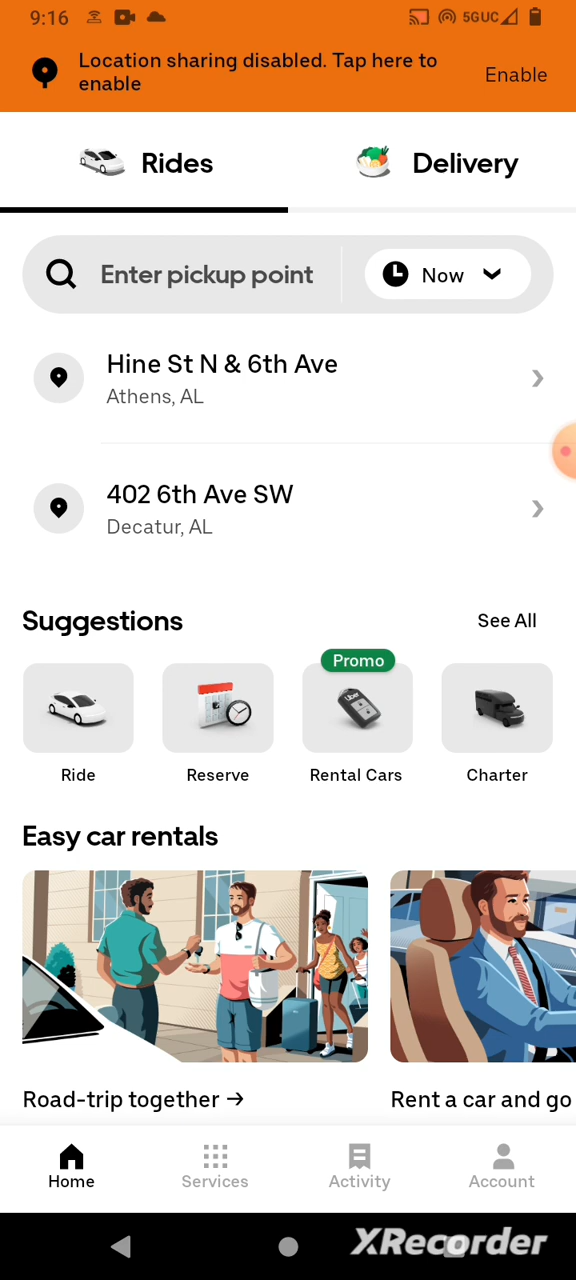 9:16
5GUC
Location sharing disabled. Tap here to
enable
Enable
Rides
Delivery
Enter pickup point
Now
Hine St N & 6th Ave
Athens, AL
402 6th Ave SW
Decatur, AL
Suggestions
See All
Promo
Uber
Ride
Reserve
Rental Cars
Charter
Easy car rentals
Road-trip together →
Rent a car and go
Home
Services
Activity
Account
XRecorder